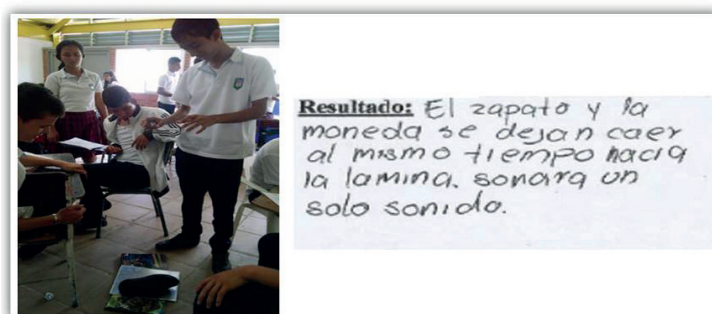 Resultado: El zapato y la
moneda se dejan caer
al mismo tiempo hacia
la lamina. sonara un
solo sonido.